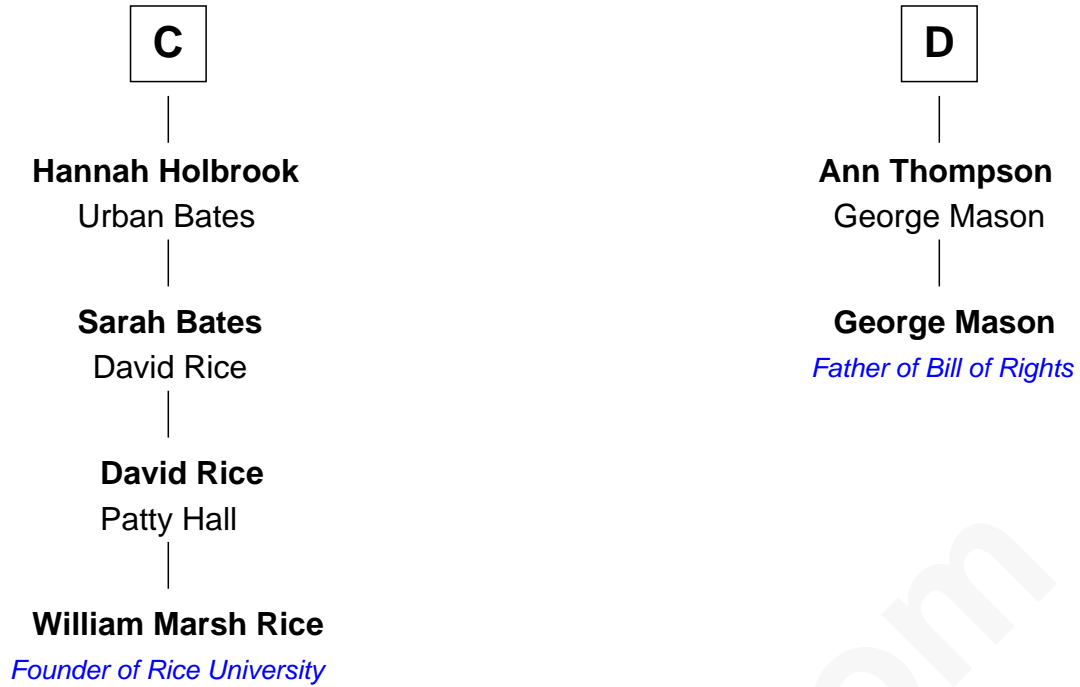 C
Hannah Holbrook
Urban Bates
Sarah Bates
David Rice
David Rice
Patty Hall
William Marsh Rice
Founder of Rice University
D
Ann Thompson
George Mason
George Mason
Father of Bill of Rights
om